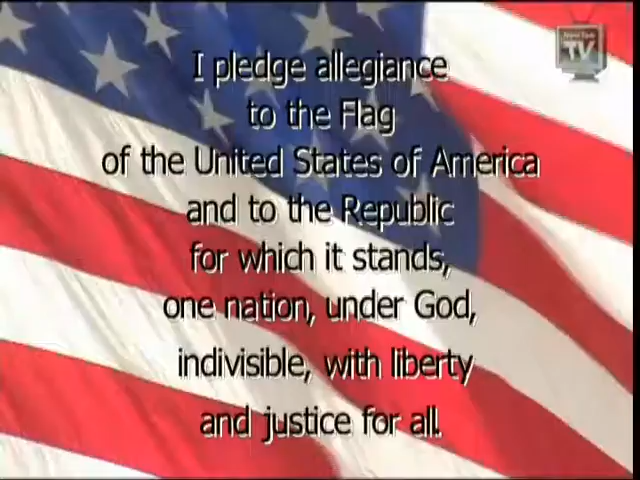 I pledge allegiance
to the Flag
of the United States of America
and to the Republic
for which it stands,
one nation, under God,
indivisible, with liberty
and justice for all.
TV